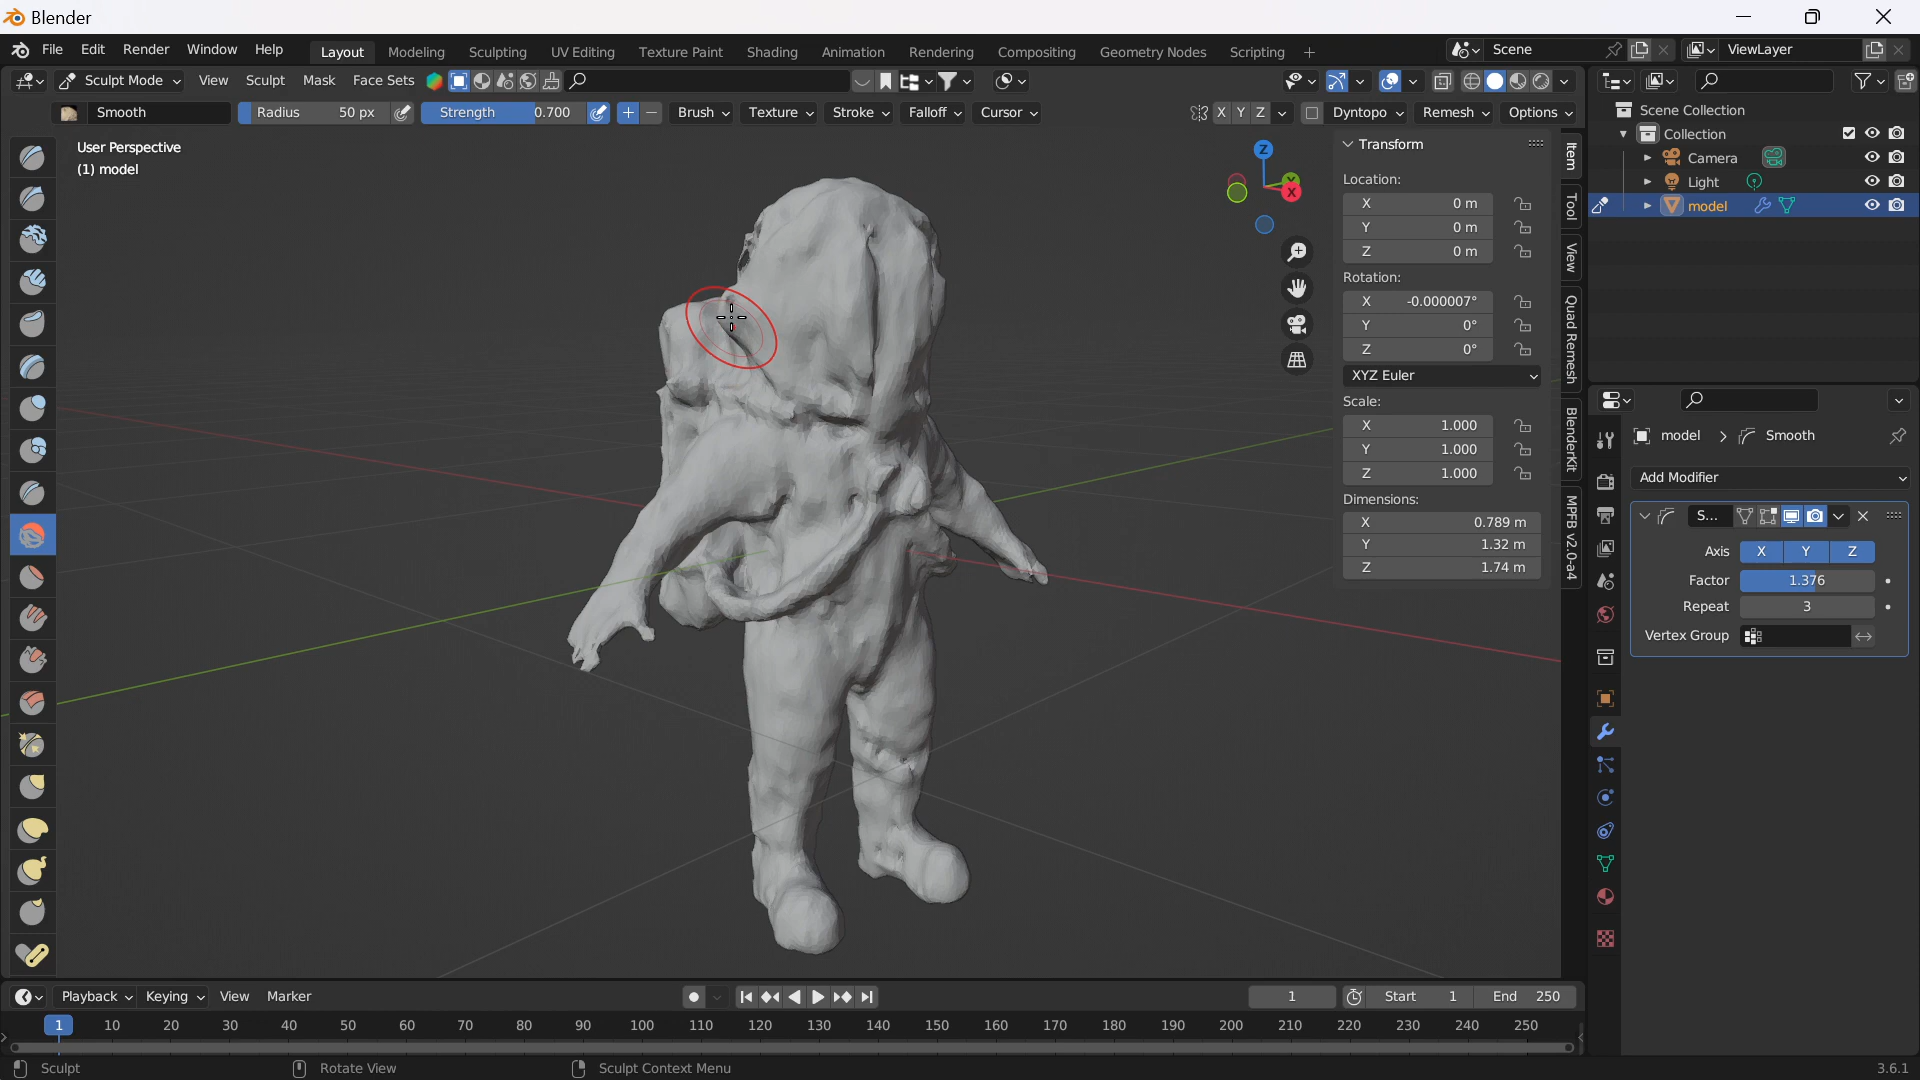 Blender
File Edit Render Window Help Layout Modeling Sculpting UV Editing Texture Paint Shading Animation Rendering Compositing Geometry Nodes Scripting + Scene ViewLayer
Sculpt Mode View Sculpt Mask Face Sets
Smooth Radius 50 px Strength 0.700 Brush Texture Stroke Falloff Cursor X Y Z Dyntopo Remesh Options
User Perspective
(1) model
Z
Y
X
Transform
Location:
X 0 m
Y 0 m
Z 0 m
Rotation:
X -0.000007°
Y 0°
Z 0°
XYZ Euler
Scale:
X 1.000
Y 1.000
Z 1.000
Dimensions:
X 0.789 m
Y 1.32 m
Z 1.74 m
Item
Tool
View
Quad Remesh
BlenderKit
MPFB v2.0-a4
Scene Collection
Collection
Camera
Light
model
model Smooth
Add Modifier
S...
Axis X Y Z
Factor 1.376
Repeat 3
Vertex Group
Playback Keying View Marker 1 Start 1 End 250
1 10 20 30 40 50 60 70 80 90 100 110 120 130 140 150 160 170 180 190 200 210 220 230 240 250
Sculpt Rotate View Sculpt Context Menu 3.6.1